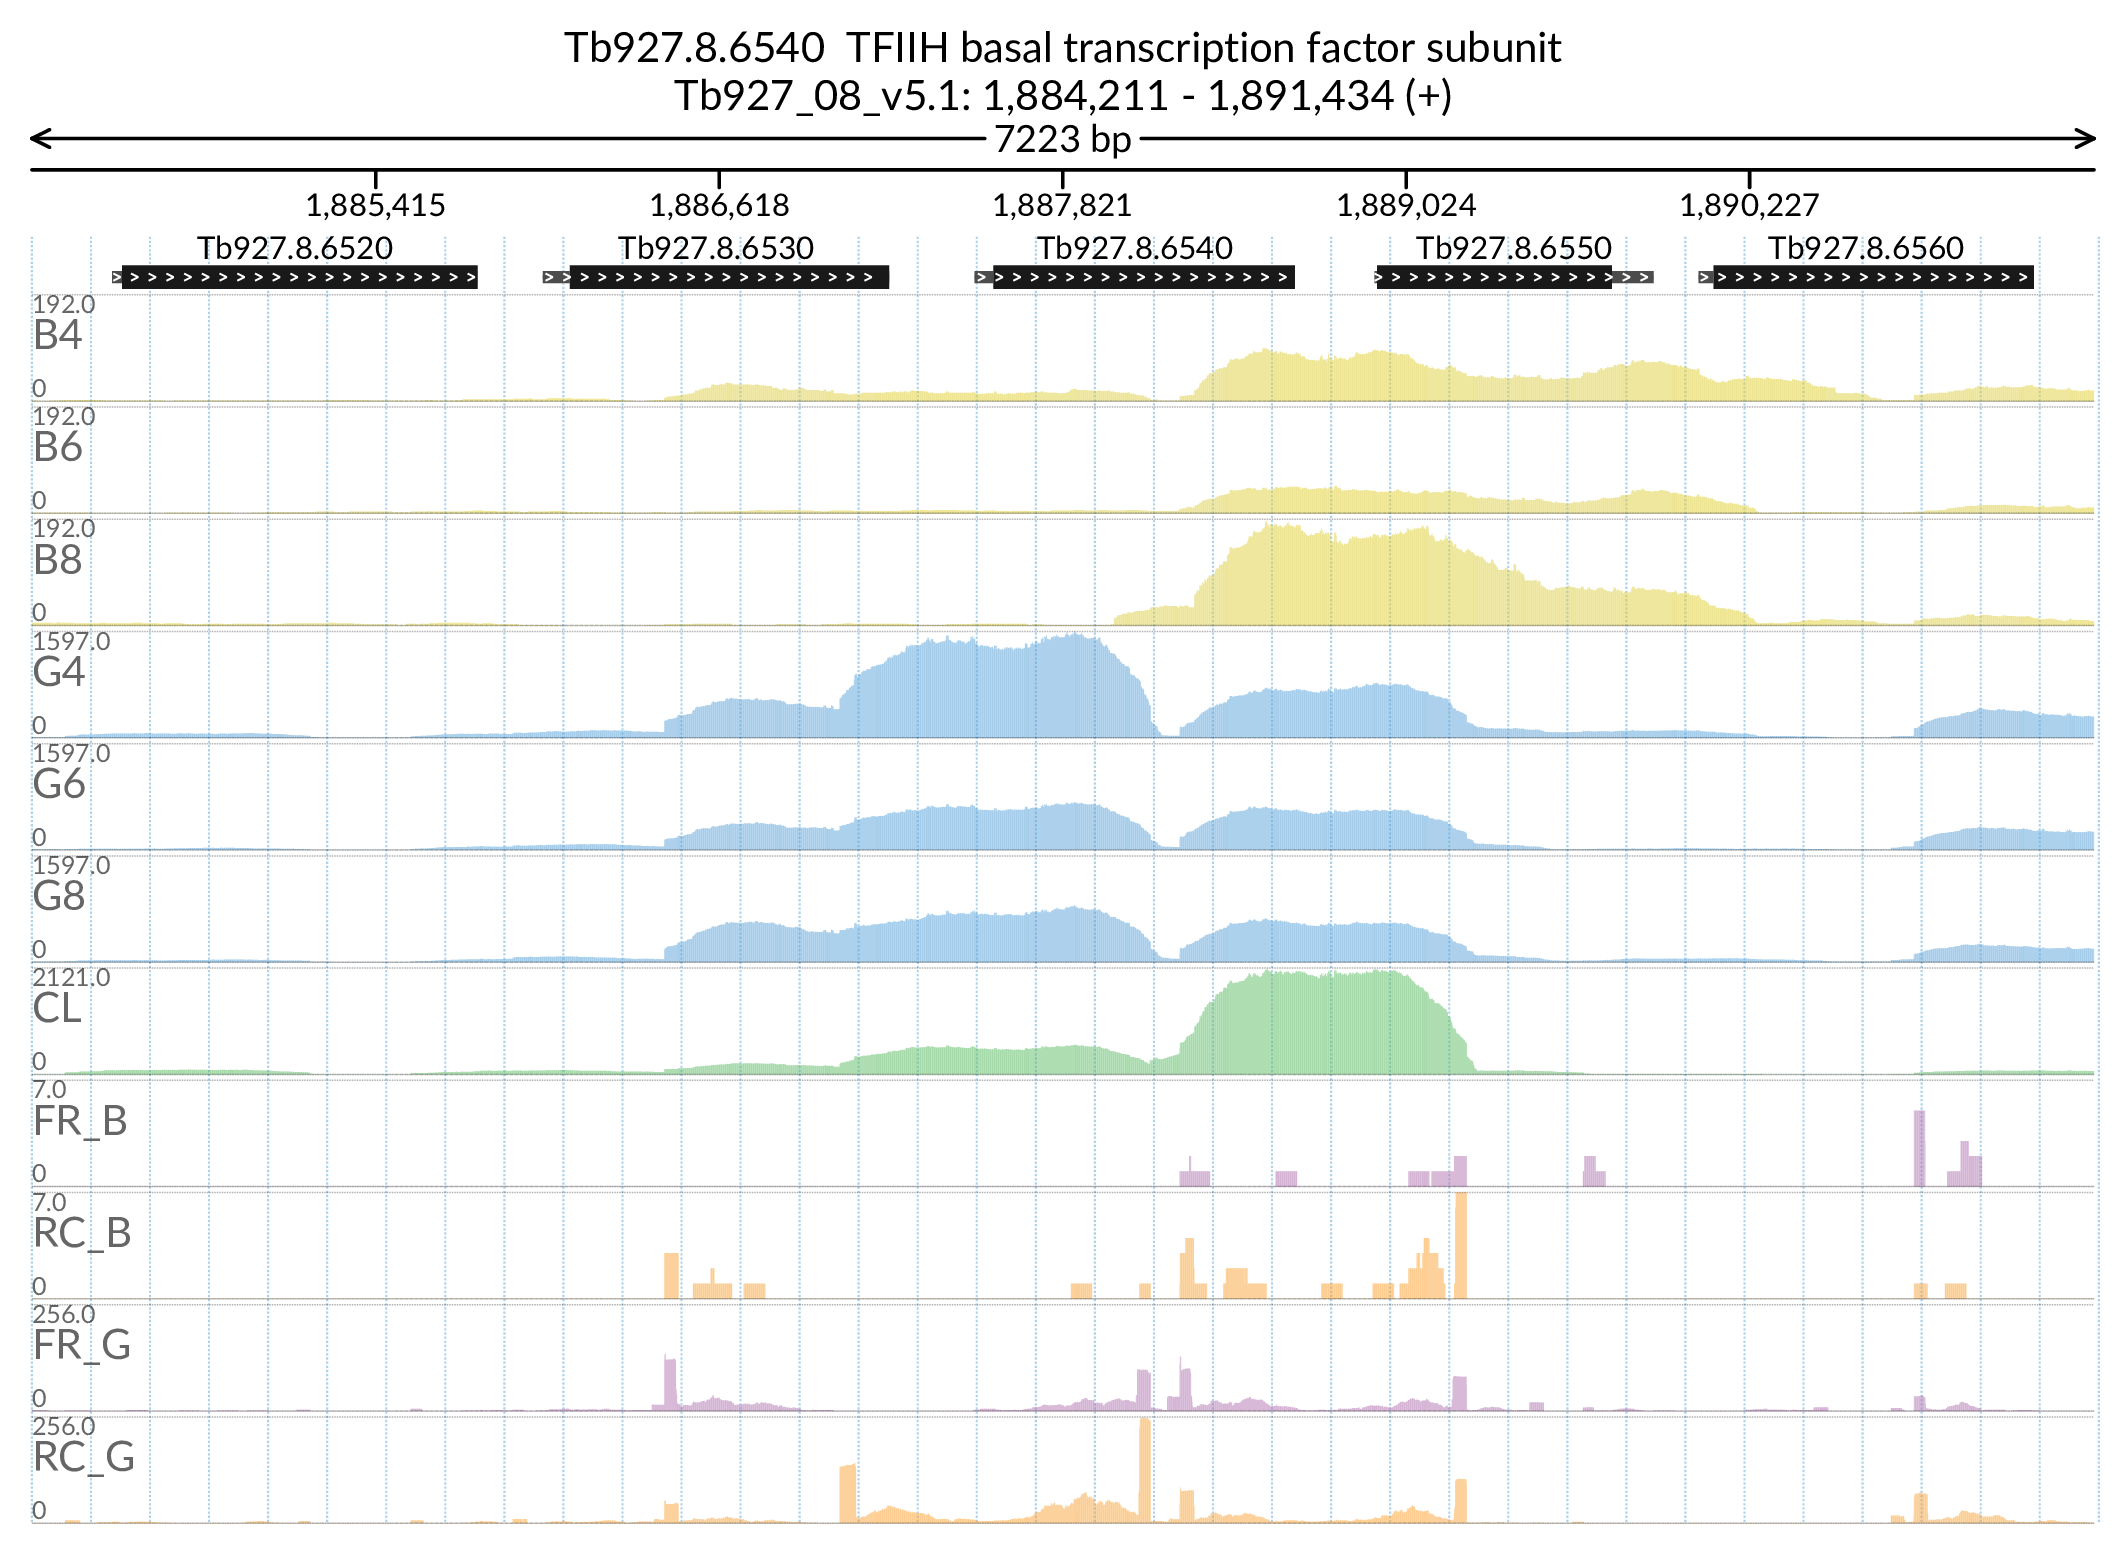 Tb927.8.6540  TFIIH basal transcription factor subunit
Tb927_08_v5.1: 1,884,211 - 1,891,434 (+)
7223 bp
1,885,415 1,886,618 1,887,821 1,889,024 1,890,227
Tb927.8.6520 Tb927.8.6530 Tb927.8.6540 Tb927.8.6550 Tb927.8.6560
192.0
B4
0
192.0
B6
0
192.0
B8
0
1597.0
G4
0
1597.0
G6
0
1597.0
G8
0
2121.0
CL
0
7.0
FR_B
0
7.0
RC_B
0
256.0
FR_G
0
256.0
RC_G
0